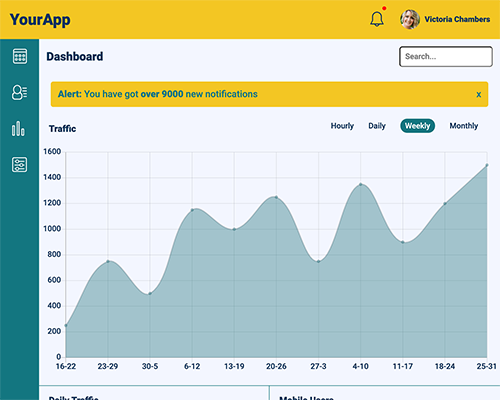 YourApp
Victoria Chambers
Dashboard
Search...
Alert: You have got over 9000 new notifications
x
Traffic
Hourly
Daily
Weekly
Monthly
1600
1400
1200
1000
800
600
400
200
0
16-22 23-29 30-5 6-12 13-19 20-26 27-3 4-10 11-17 18-24 25-31
Daily Traffic
Mobile Users